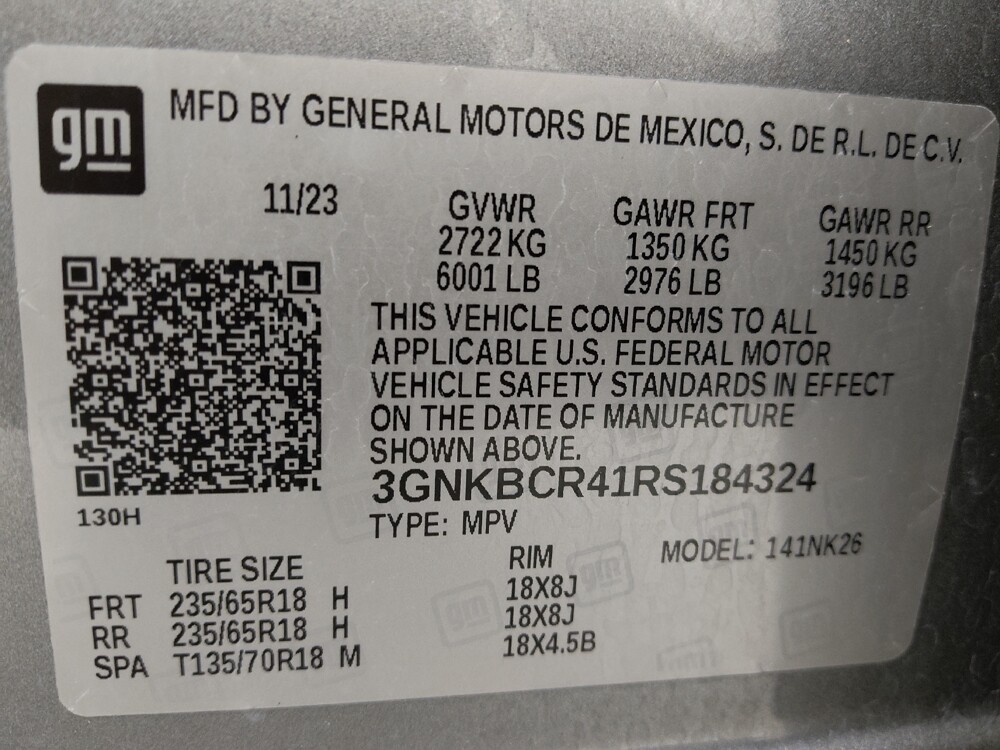 gm
MFD BY GENERAL MOTORS DE MEXICO, S. DE R.L. DE C.V.
11/23 GVWR GAWR FRT GAWR RR
2722 KG 1350 KG 1450 KG
6001 LB 2976 LB 3196 LB
THIS VEHICLE CONFORMS TO ALL
APPLICABLE U.S. FEDERAL MOTOR
VEHICLE SAFETY STANDARDS IN EFFECT
ON THE DATE OF MANUFACTURE
SHOWN ABOVE.
3GNKBCR41RS184324
130H
TYPE: MPV
MODEL: 141NK26
TIRE SIZE RIM
FRT 235/65R18 H 18X8J
RR 235/65R18 H 18X8J
SPA T135/70R18 M 18X4.5B